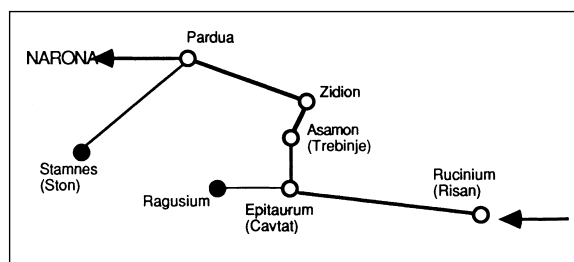 Pardua
NARONA
Zidion
Asamon
(Trebinje)
Stamnes
(Ston)
Rucinium
(Risan)
Ragusium
Epitaurum
(Cavtat)